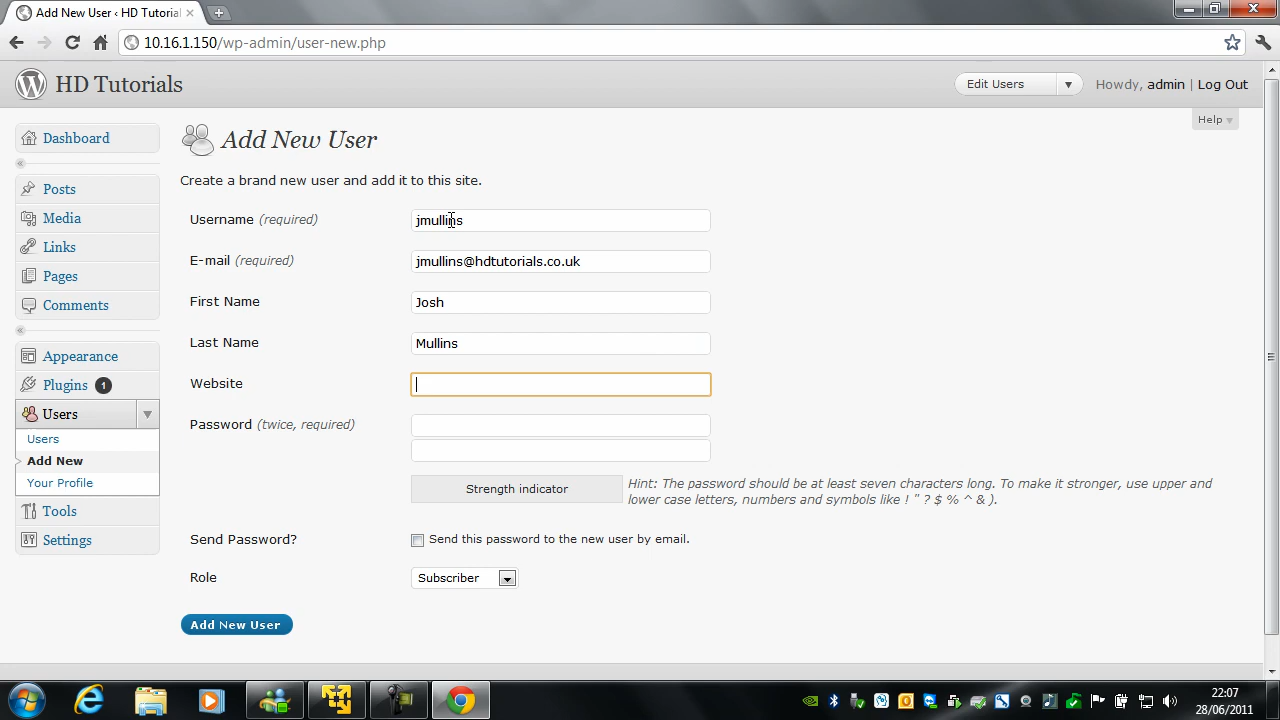 Add New User ‹ HD Tutorial
10.16.1.150/wp-admin/user-new.php
HD Tutorials
Edit Users
Howdy, admin | Log Out
Help
Dashboard
Posts
Media
Links
Pages
Comments
Appearance
Plugins 1
Users
Users
Add New
Your Profile
Tools
Settings
Add New User
Create a brand new user and add it to this site.
Username (required)
jmullins
E-mail (required)
jmullins@hdtutorials.co.uk
First Name
Josh
Last Name
Mullins
Website
Password (twice, required)
Strength indicator
Hint: The password should be at least seven characters long. To make it stronger, use upper and
lower case letters, numbers and symbols like ! " ? $ % ^ & ).
Send Password?
Send this password to the new user by email.
Role
Subscriber
Add New User
22:07
28/06/2011